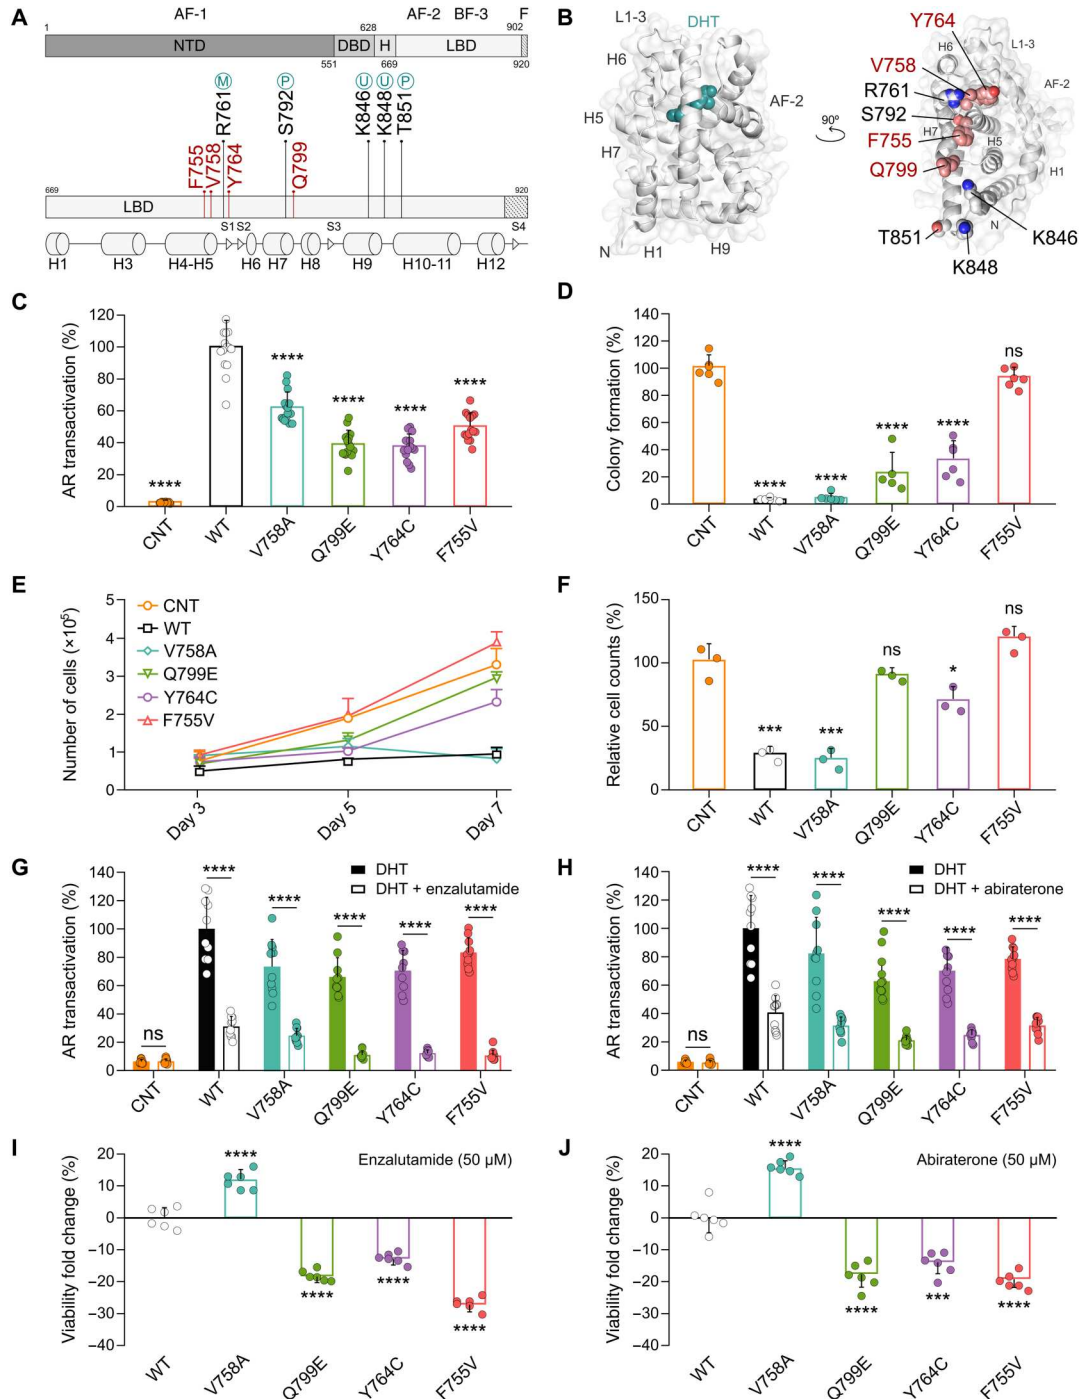 A
AF-1
AF-2
BF-3
F
1
628
902
NTD
DBD
H
LBD
551
669
920
M
P
U
U
P
R761
S792
K846
K848
T851
F755
V758
Y764
Q799
669
920
LBD
S1
S2
S3
S4
H1
H3
H4-H5
H6
H7
H8
H9
H10-11
H12
B
L1-3
DHT
H6
H5
H7
AF-2
N
H1
H9
90º
Y764
H6
L1-3
V758
R761
AF-2
S792
F755
H7
H5
Q799
H1
N
T851
K846
K848
C
AR transactivation (%)
120
100
80
60
40
20
0
****
****
****
****
****
CNT
WT
V758A
Q799E
Y764C
F755V
D
Colony formation (%)
140
120
100
80
60
40
20
0
****
****
****
****
ns
CNT
WT
V758A
Q799E
Y764C
F755V
E
Number of cells (×10⁵)
5
4
3
2
1
0
CNT
WT
V758A
Q799E
Y764C
F755V
Day 3
Day 5
Day 7
F
Relative cell counts (%)
150
100
50
0
***
***
ns
*
ns
CNT
WT
V758A
Q799E
Y764C
F755V
G
AR transactivation (%)
140
120
100
80
60
40
20
0
DHT
DHT + enzalutamide
ns
****
****
****
****
****
CNT
WT
V758A
Q799E
Y764C
F755V
H
AR transactivation (%)
140
120
100
80
60
40
20
0
DHT
DHT + abiraterone
ns
****
****
****
****
****
CNT
WT
V758A
Q799E
Y764C
F755V
I
Viability fold change (%)
20
10
0
−10
−20
−30
−40
Enzalutamide (50 µM)
****
****
****
****
WT
V758A
Q799E
Y764C
F755V
J
Viability fold change (%)
20
10
0
−10
−20
−30
−40
Abiraterone (50 µM)
****
****
***
****
WT
V758A
Q799E
Y764C
F755V